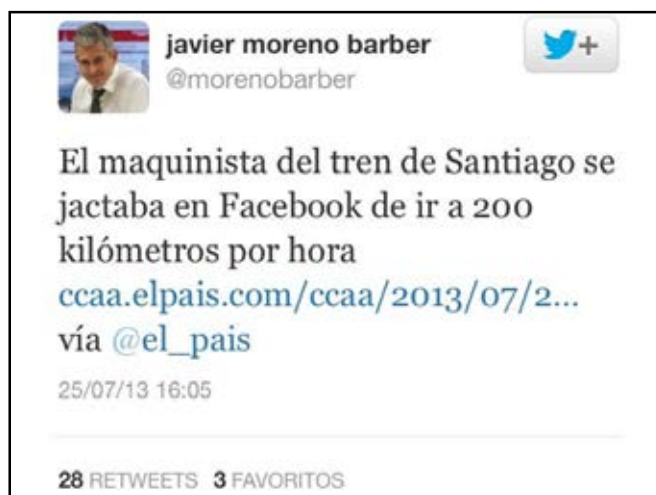 javier moreno barber
@morenobarber
El maquinista del tren de Santiago se
jactaba en Facebook de ir a 200
kilómetros por hora
ccaa.elpais.com/ccaa/2013/07/2...
vía @el_pais
25/07/13 16:05
28 RETWEETS 3 FAVORITOS